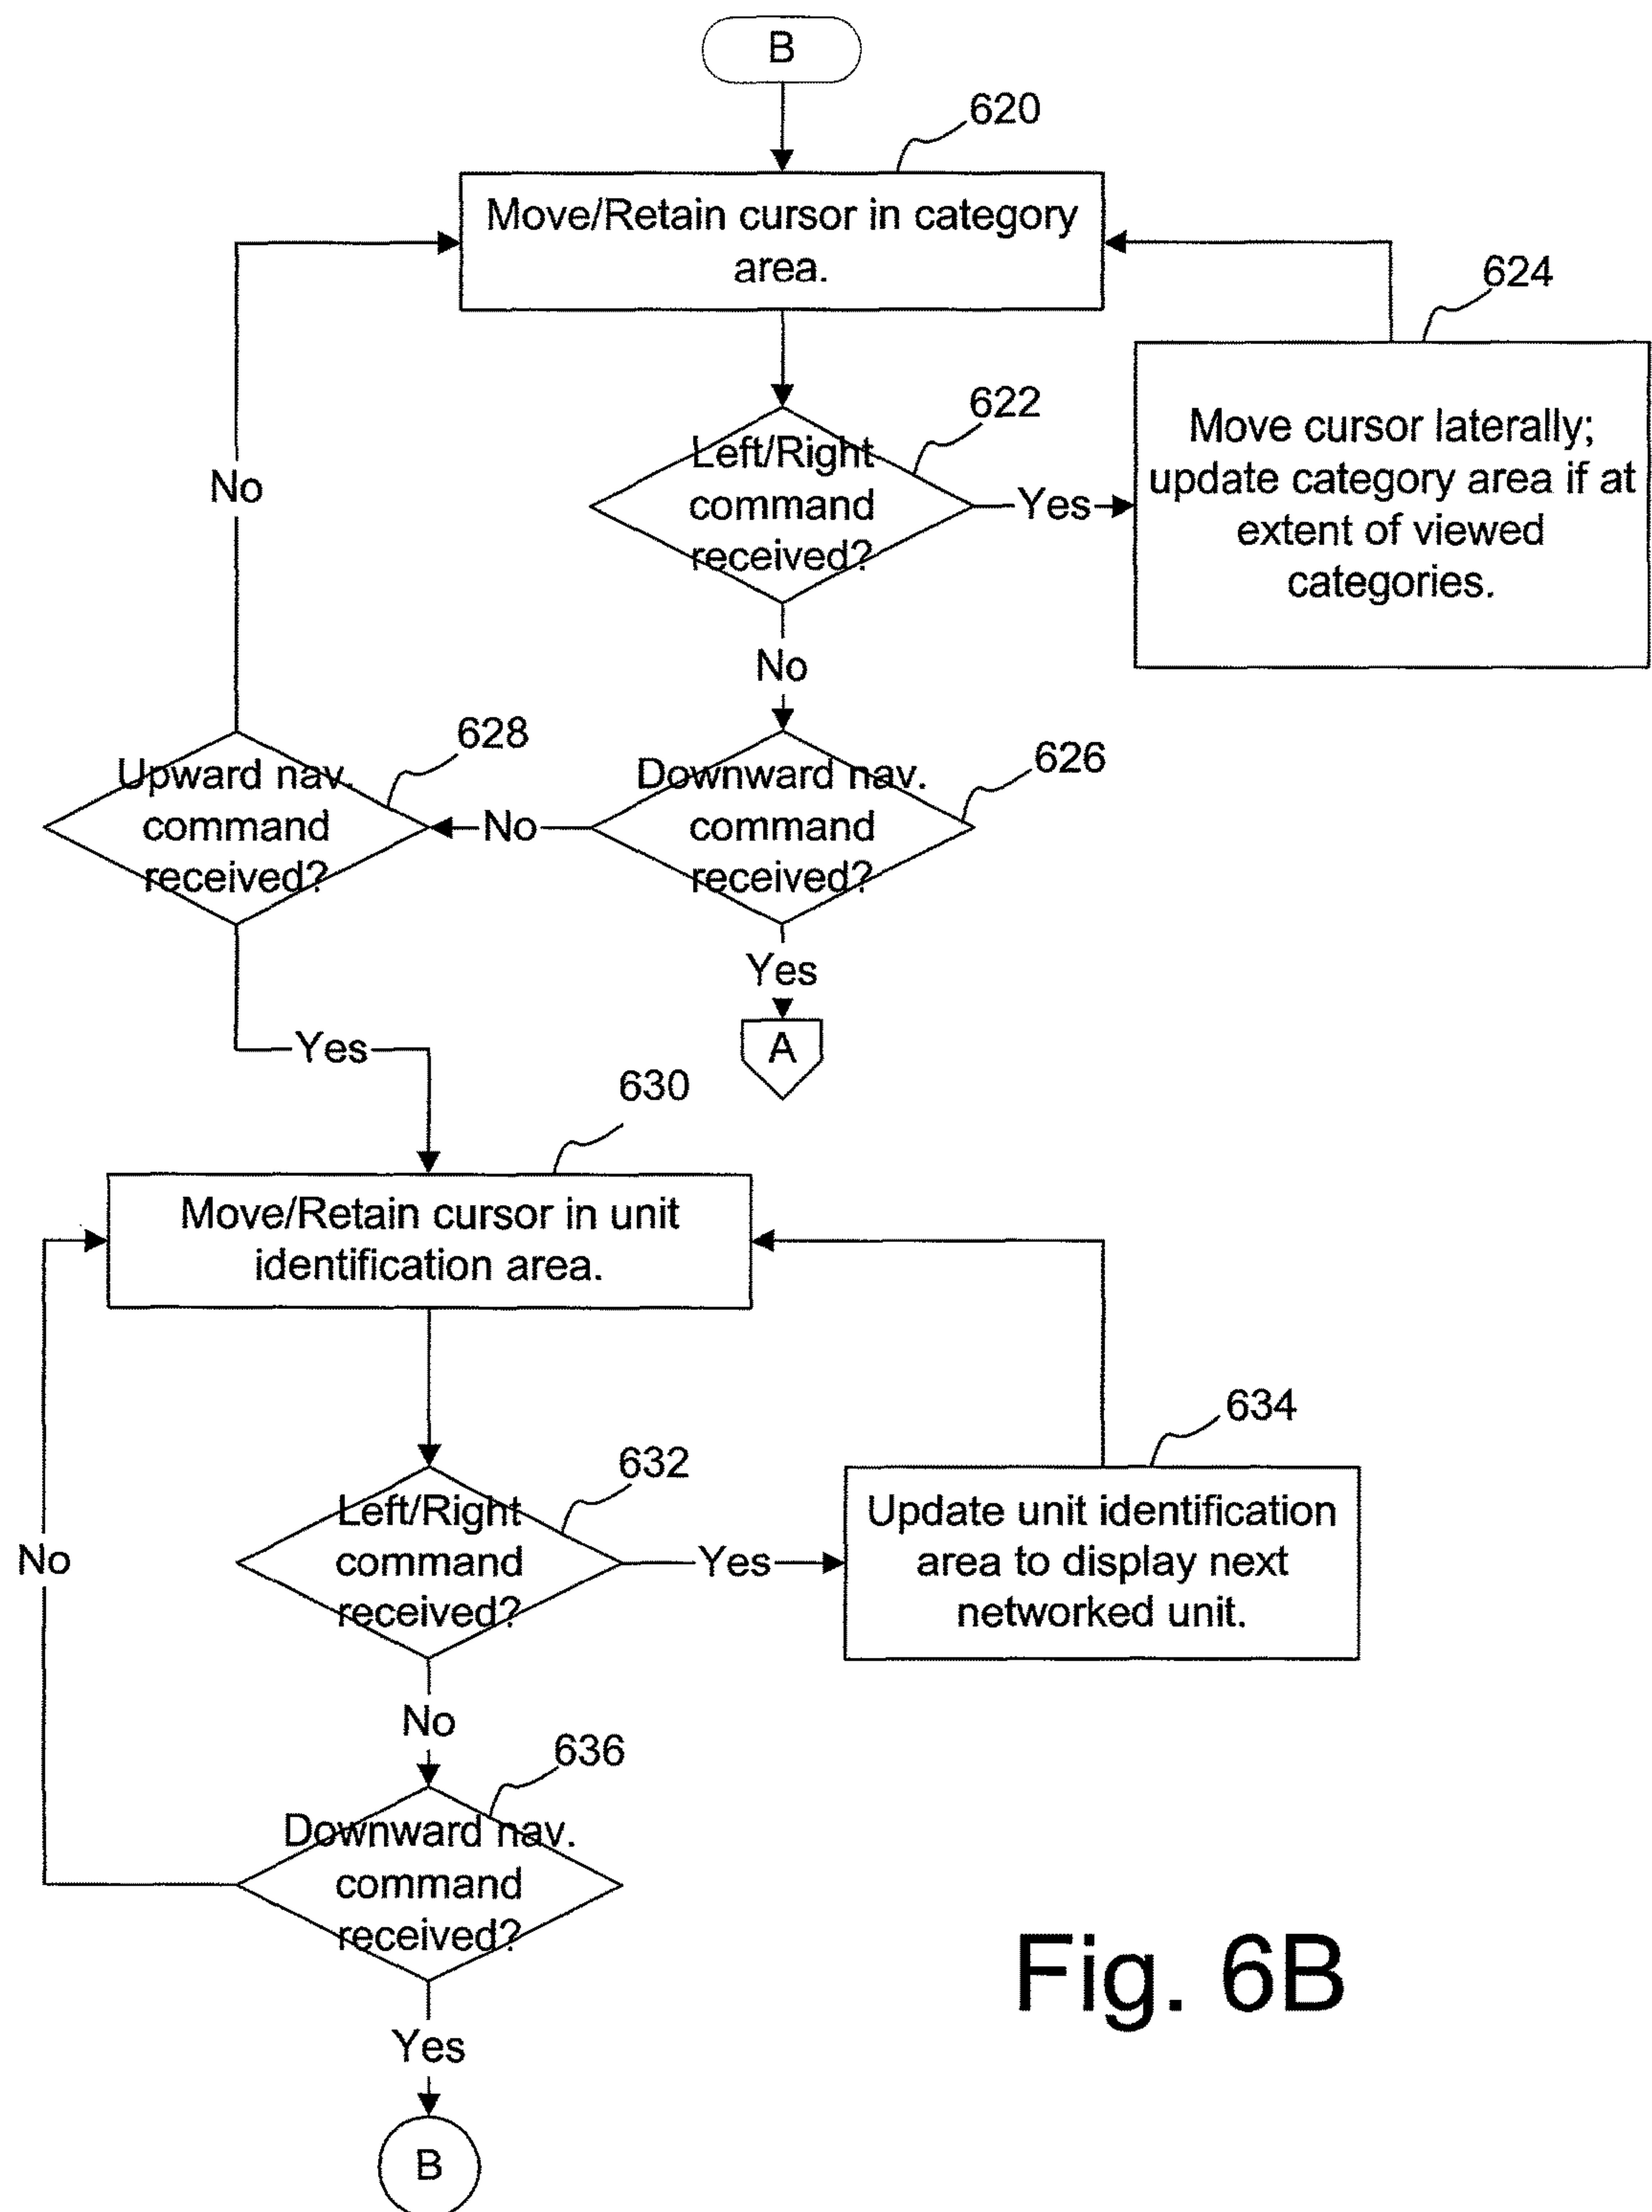 B
620
Move/Retain cursor in category
area.
624
Move cursor laterally;
update category area if at
extent of viewed
categories.
622
Left/Right
command
received?
Yes
No
No
628
Upward nav.
command
received?
No
Downward nav.
command
received?
626
Yes
A
Yes
630
Move/Retain cursor in unit
identification area.
632
Left/Right
command
received?
Yes
634
Update unit identification
area to display next
networked unit.
No
No
636
Downward nav.
command
received?
Yes
B
Fig. 6B